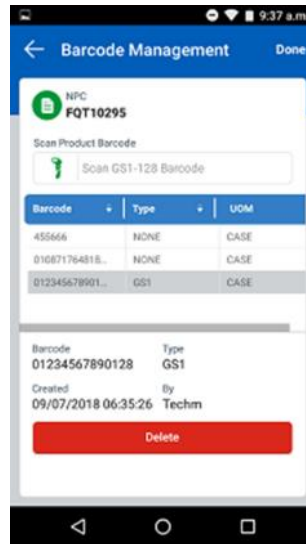 9:37 a.m
Barcode Management Done
NPC
FQT10295
Scan Product Barcode
Scan GS1-128 Barcode
Barcode Type UOM
455666 NONE CASE
010871764818... NONE CASE
012345678901... GS1 CASE
Barcode Type
01234567890128 GS1
Created By
09/07/2018 06:35:26 Techm
Delete